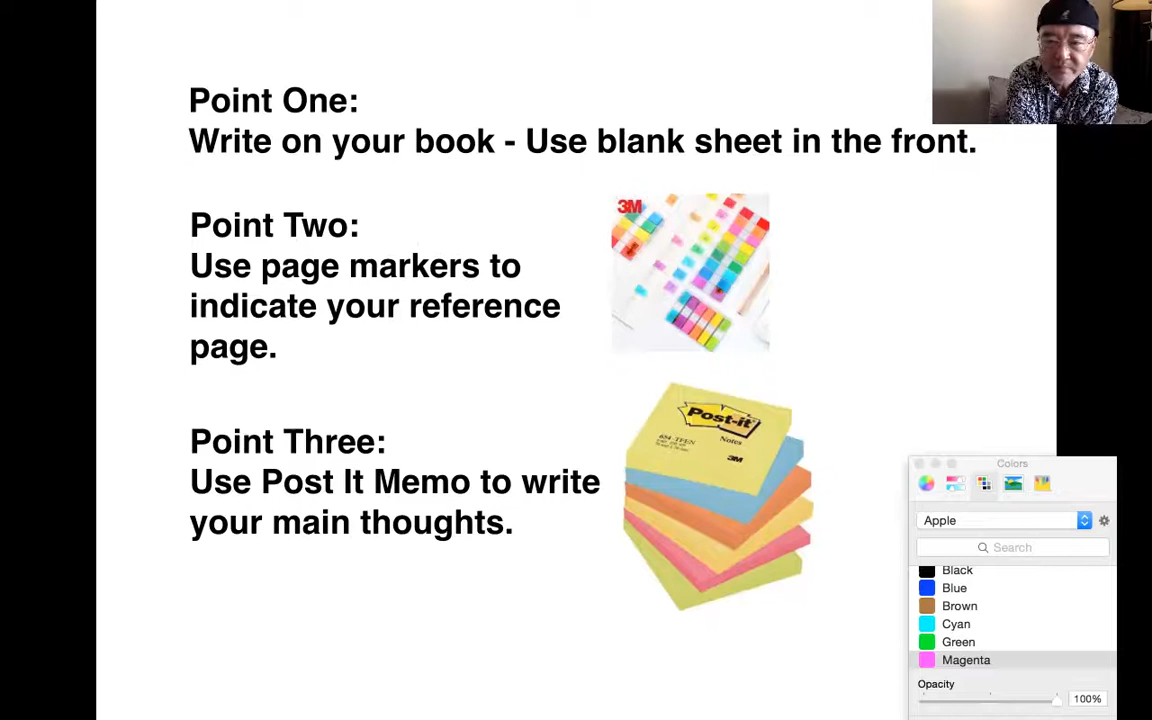 Point One:
Write on your book - Use blank sheet in the front.
Point Two:
Use page markers to
indicate your reference
page.
3M
Point Three:
Use Post It Memo to write
your main thoughts.
Post-it
Notes
3M
Colors
Apple
Search
Black
Blue
Brown
Cyan
Green
Magenta
Opacity
100%